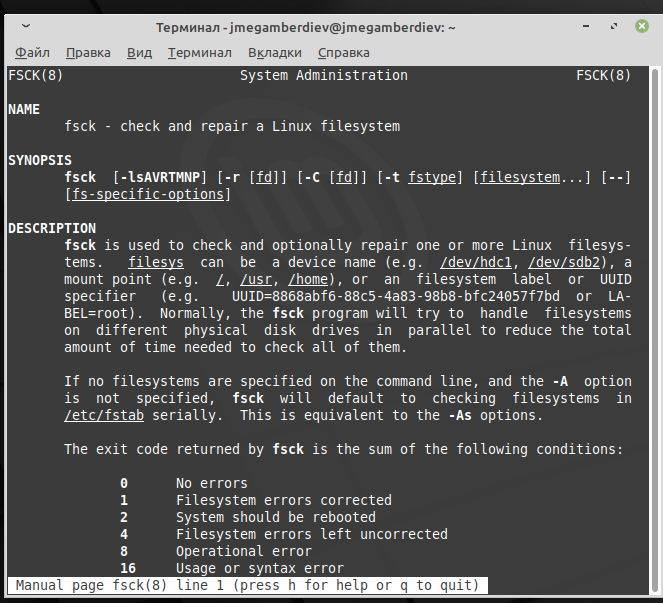 Терминал - jmegamberdiev@jmegamberdiev: ~
Файл Правка Вид Терминал Вкладки Справка
FSCK(8) System Administration FSCK(8)
NAME
fsck - check and repair a Linux filesystem
SYNOPSIS
fsck [-lsAVRTMNP] [-r [fd]] [-C [fd]] [-t fstype] [filesystem...] [--]
[fs-specific-options]
DESCRIPTION
fsck is used to check and optionally repair one or more Linux filesys-
tems. filesys can be a device name (e.g. /dev/hdc1, /dev/sdb2), a
mount point (e.g. /, /usr, /home), or an filesystem label or UUID
specifier (e.g. UUID=8868abf6-88c5-4a83-98b8-bfc24057f7bd or LA-
BEL=root). Normally, the fsck program will try to handle filesystems
on different physical disk drives in parallel to reduce the total
amount of time needed to check all of them.
If no filesystems are specified on the command line, and the -A option
is not specified, fsck will default to checking filesystems in
/etc/fstab serially. This is equivalent to the -As options.
The exit code returned by fsck is the sum of the following conditions:
0 No errors
1 Filesystem errors corrected
2 System should be rebooted
4 Filesystem errors left uncorrected
8 Operational error
16 Usage or syntax error
Manual page fsck(8) line 1 (press h for help or q to quit)